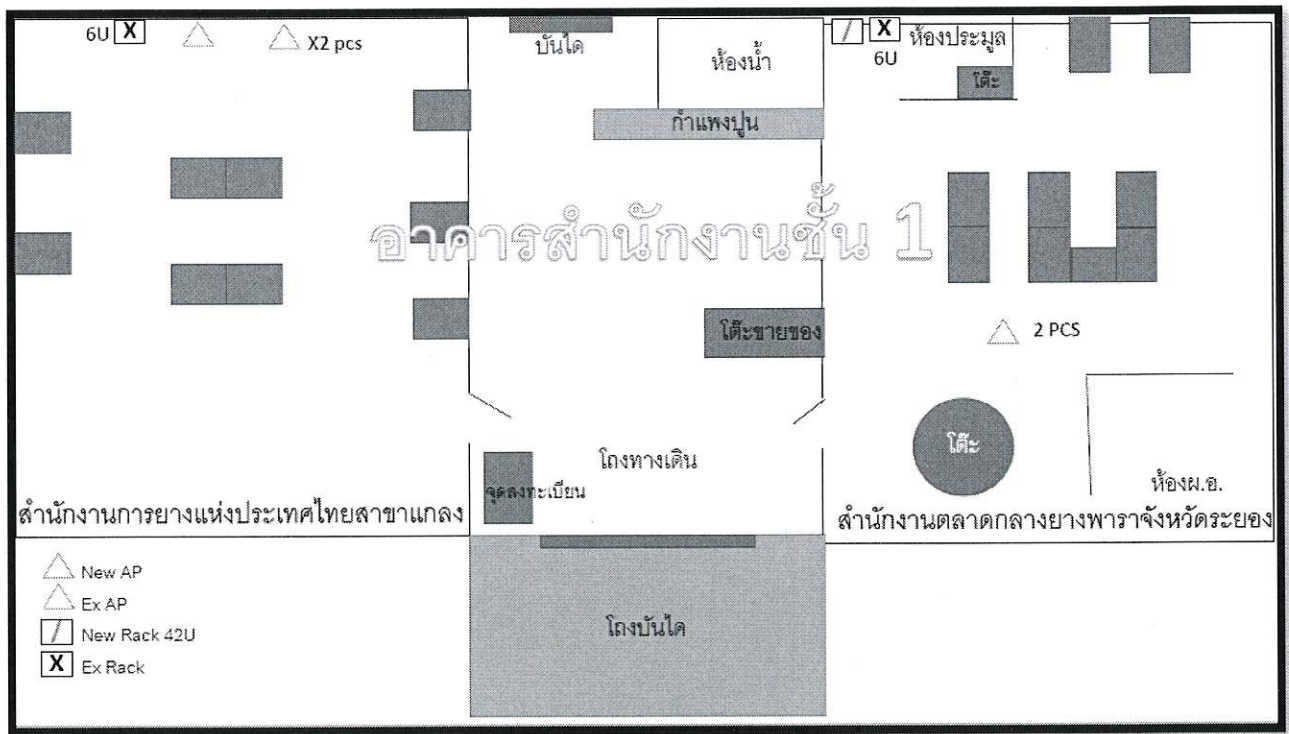 6U X X2 pcs
บันได
ห้องน้ำ
X
6U
ห้องประมูล
โต๊ะ
กำแพงปูน
อาคารสำนักงานชั้น 1
โต๊ะขายของ
2 PCS
โต๊ะ
โถงทางเดิน
จุดลงทะเบียน
ห้องผ.อ.
สำนักงานการยางแห่งประเทศไทยสาขาแกลง
สำนักงานตลาดกลางยางพาราจังหวัดระยอง
New AP
Ex AP
/ New Rack 42U
X Ex Rack
โถงบันได